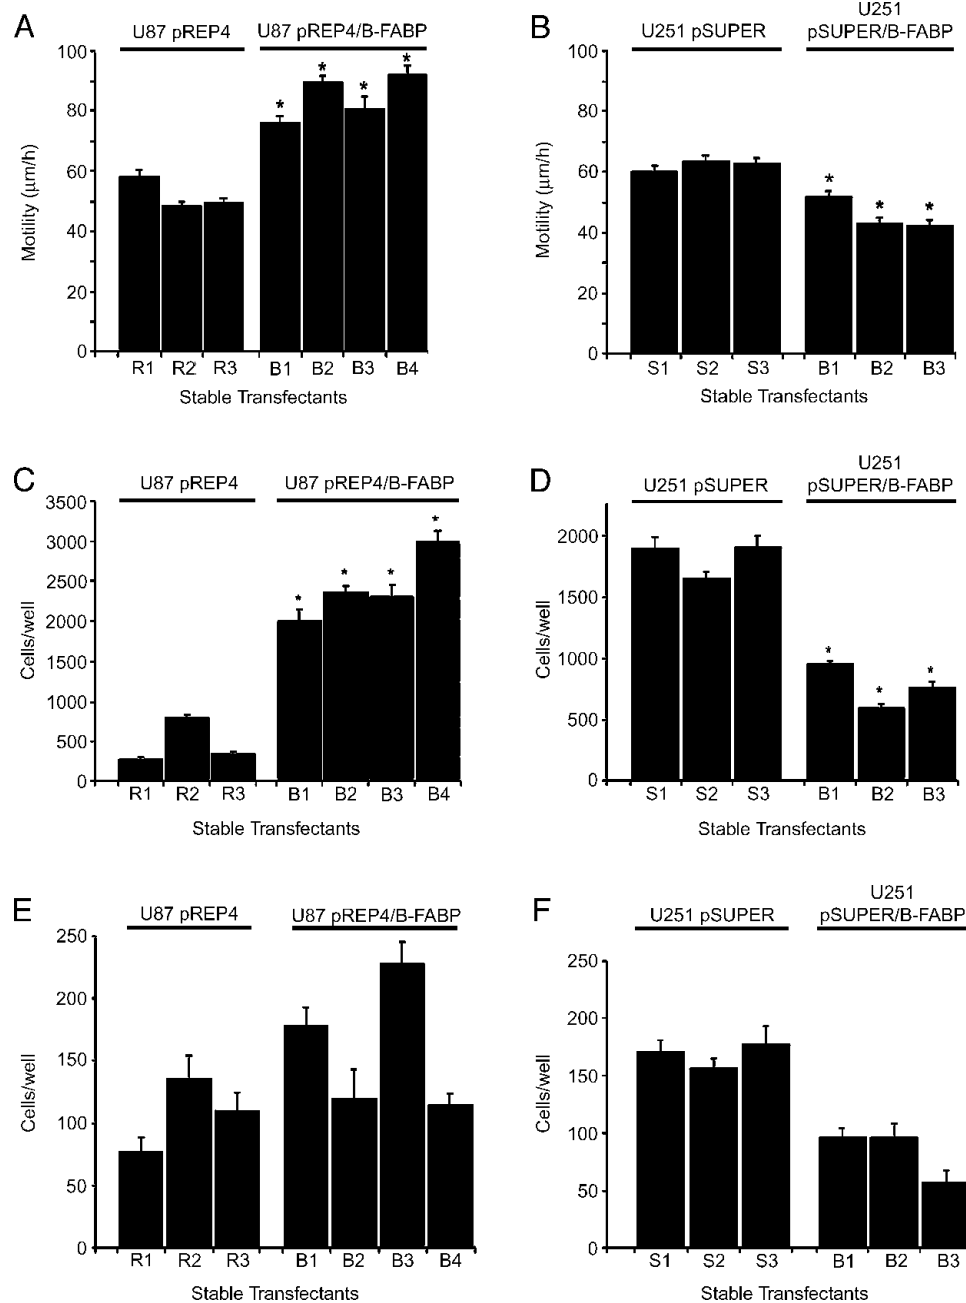 A
U87 pREP4
U87 pREP4/B-FABP
Motility (μm/h)
100
80
60
40
20
0
*
*
*
*
R1 R2 R3 B1 B2 B3 B4
Stable Transfectants
B
U251 pSUPER
U251
pSUPER/B-FABP
Motility (μm/h)
100
80
60
40
20
0
*
*
*
S1 S2 S3 B1 B2 B3
Stable Transfectants
C
U87 pREP4
U87 pREP4/B-FABP
Cells/well
3500
3000
2500
2000
1500
1000
500
0
*
*
*
*
R1 R2 R3 B1 B2 B3 B4
Stable Transfectants
D
U251 pSUPER
U251
pSUPER/B-FABP
Cells/well
2000
1500
1000
500
0
*
*
*
S1 S2 S3 B1 B2 B3
Stable Transfectants
E
U87 pREP4
U87 pREP4/B-FABP
Cells/well
250
200
150
100
50
0
R1 R2 R3 B1 B2 B3 B4
Stable Transfectants
F
U251 pSUPER
U251
pSUPER/B-FABP
Cells/well
250
200
150
100
50
0
S1 S2 S3 B1 B2 B3
Stable Transfectants